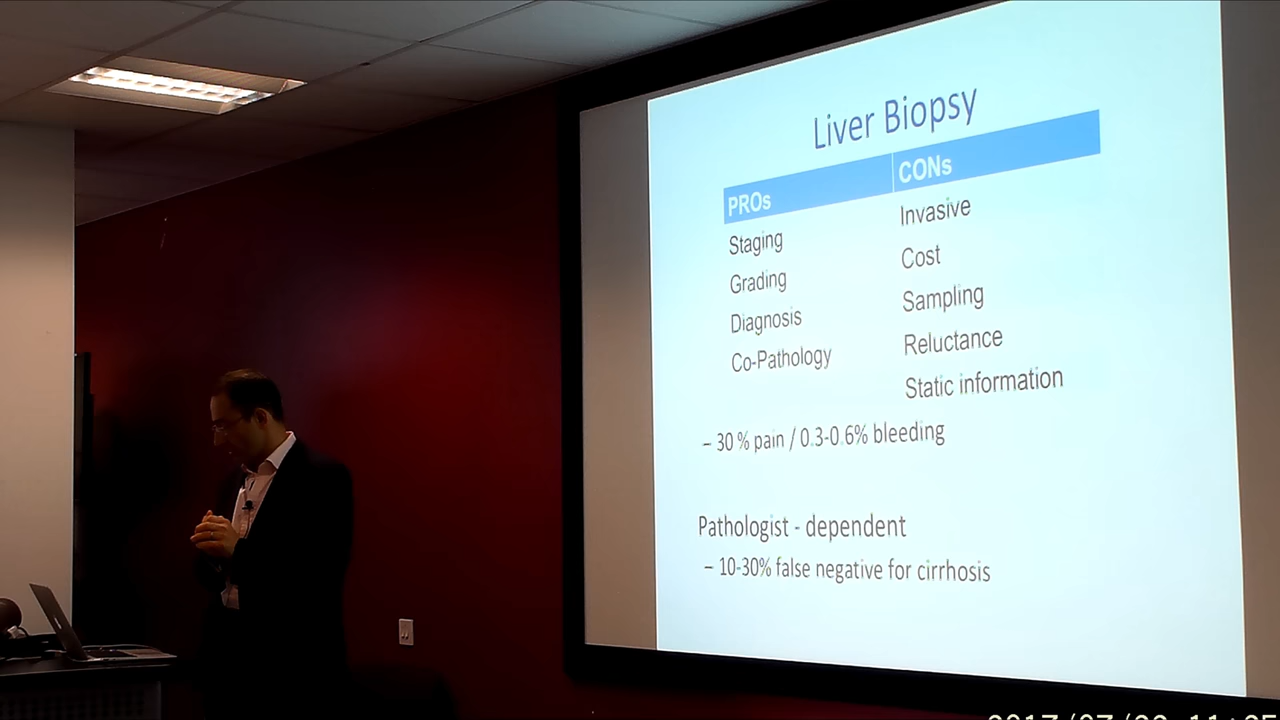 Liver Biopsy
PROs CONs
Staging Invasive
Grading Cost
Diagnosis Sampling
Co-Pathology Reluctance
Static information
– 30 % pain / 0.3-0.6% bleeding
Pathologist - dependent
– 10-30% false negative for cirrhosis